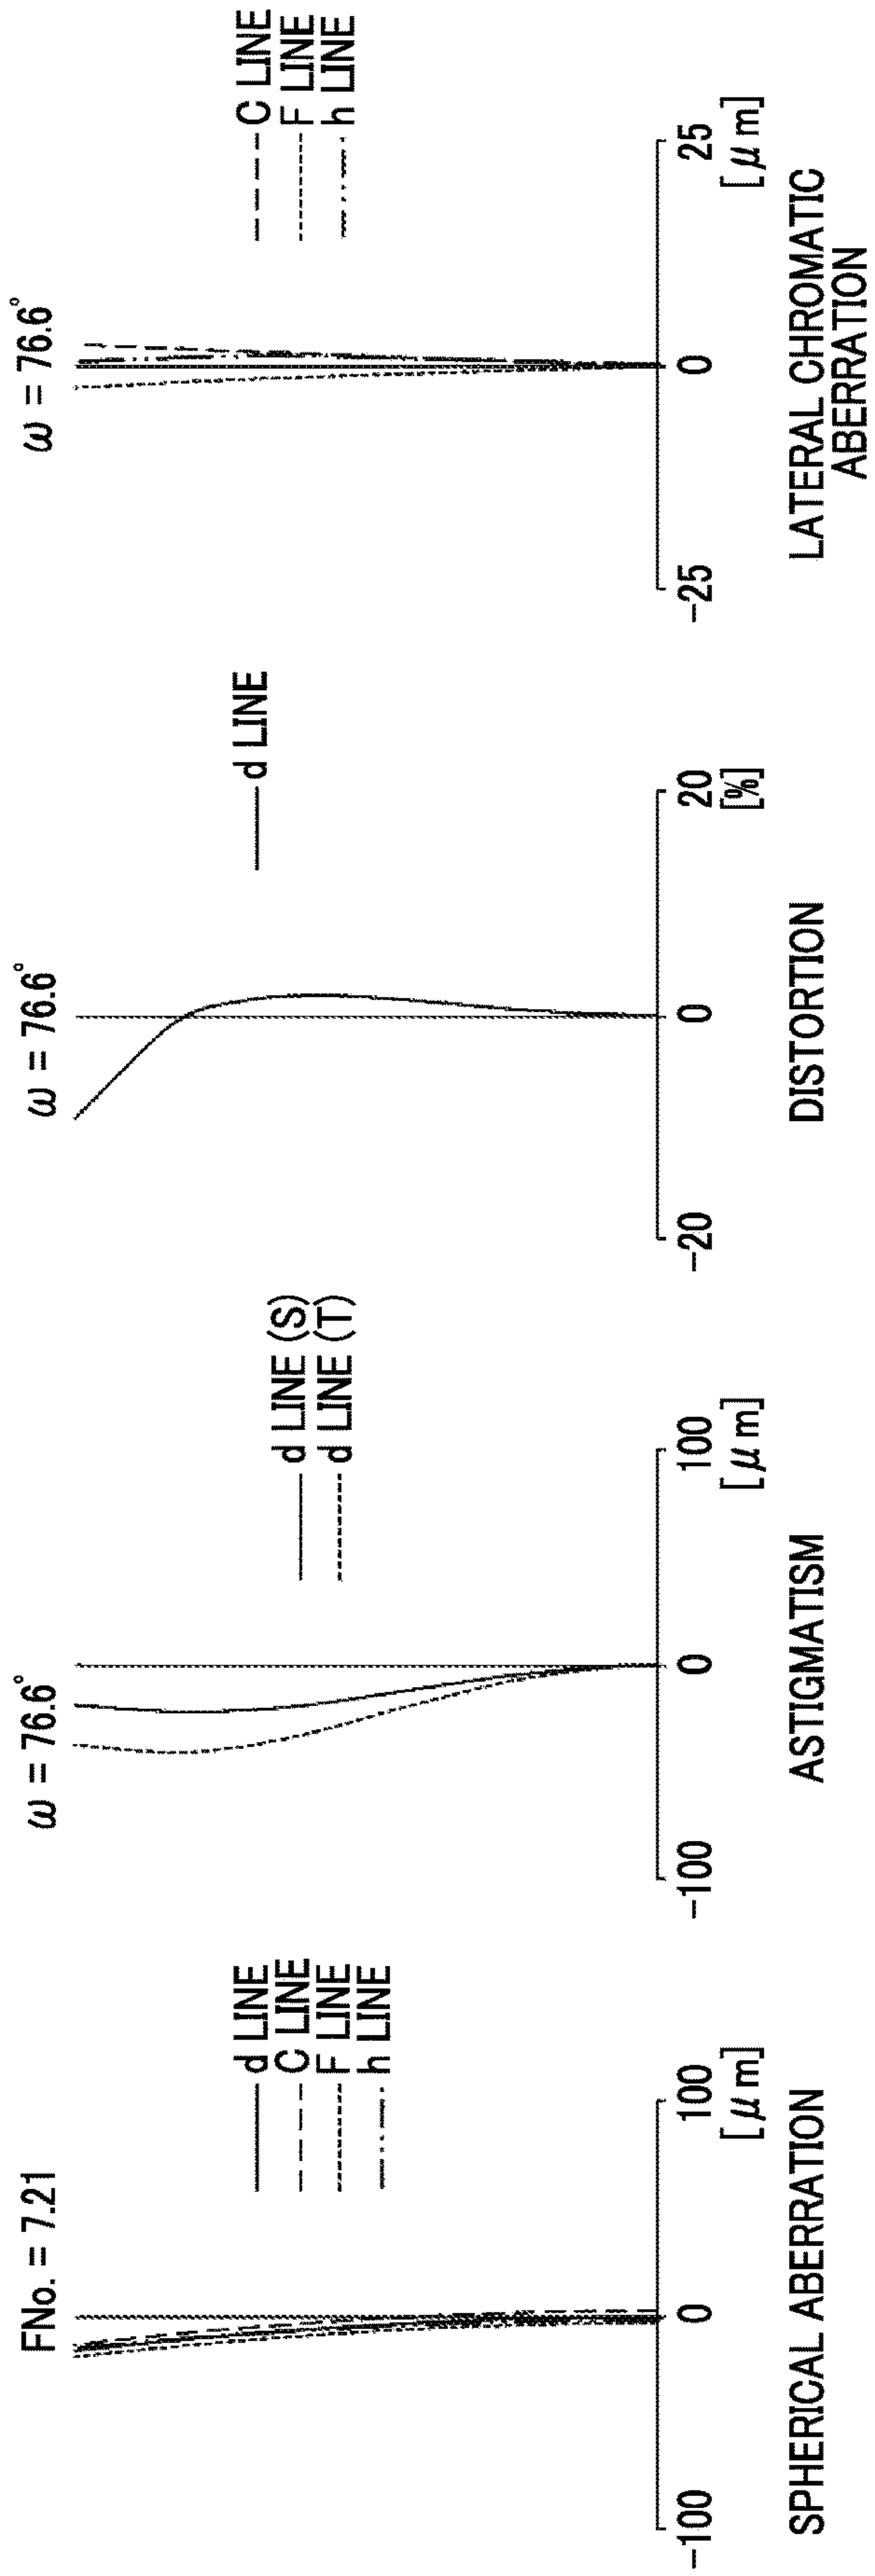 FNo. = 7.21
d LINE
C LINE
F LINE
h LINE
−100
0
100
[μm]
SPHERICAL ABERRATION
ω = 76.6°
d LINE (S)
d LINE (T)
−100
0
100
[μm]
ASTIGMATISM
ω = 76.6°
d LINE
−20
0
20
[%]
DISTORTION
ω = 76.6°
C LINE
F LINE
h LINE
−25
0
25
[μm]
LATERAL CHROMATIC
ABERRATION